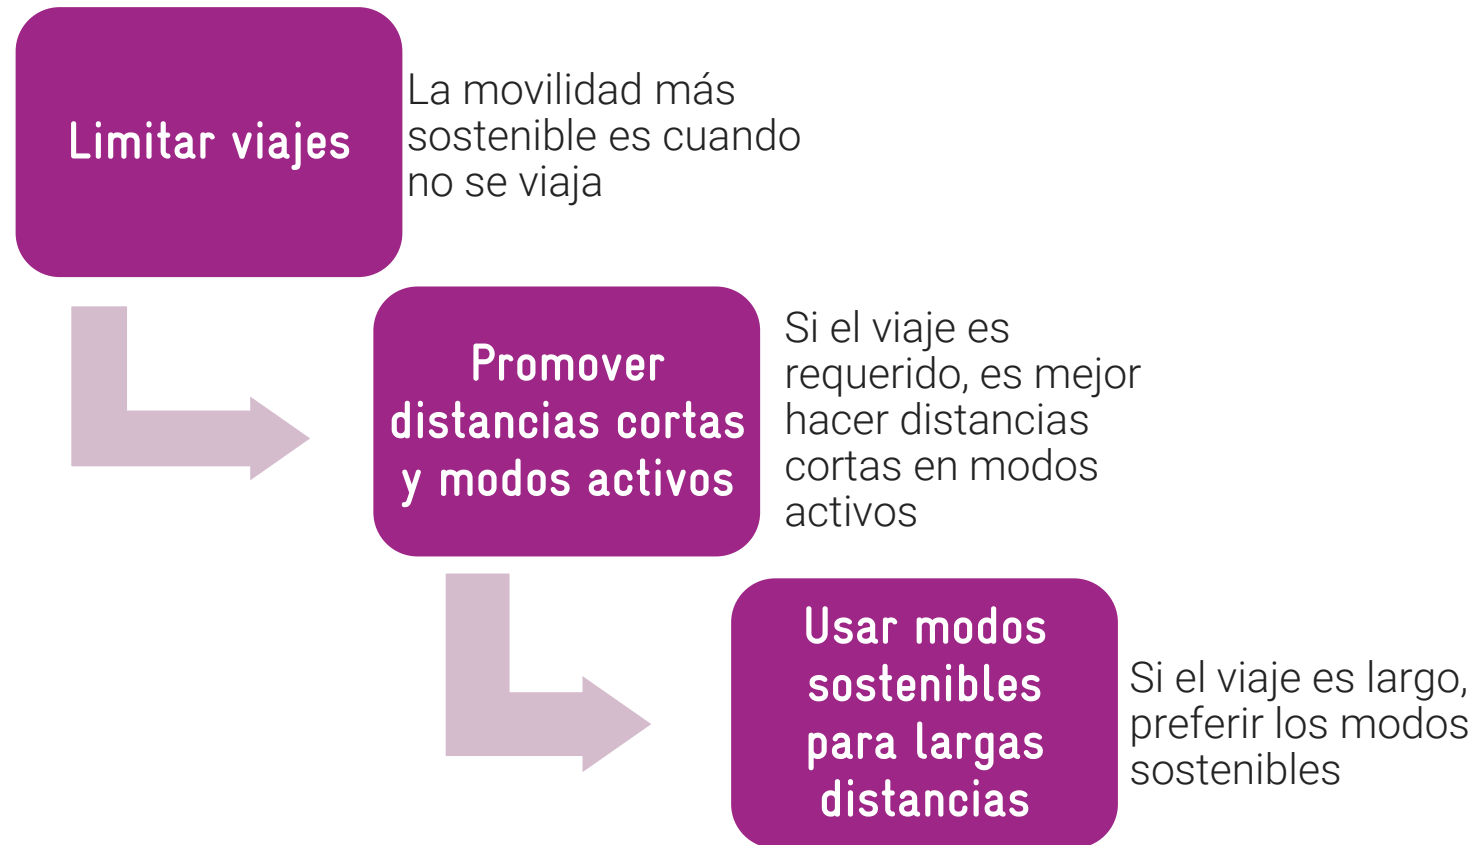 Limitar viajes
La movilidad más
sostenible es cuando
no se viaja
Promover
distancias cortas
y modos activos
Si el viaje es
requerido, es mejor
hacer distancias
cortas en modos
activos
Usar modos
sostenibles
para largas
distancias
Si el viaje es largo,
preferir los modos
sostenibles